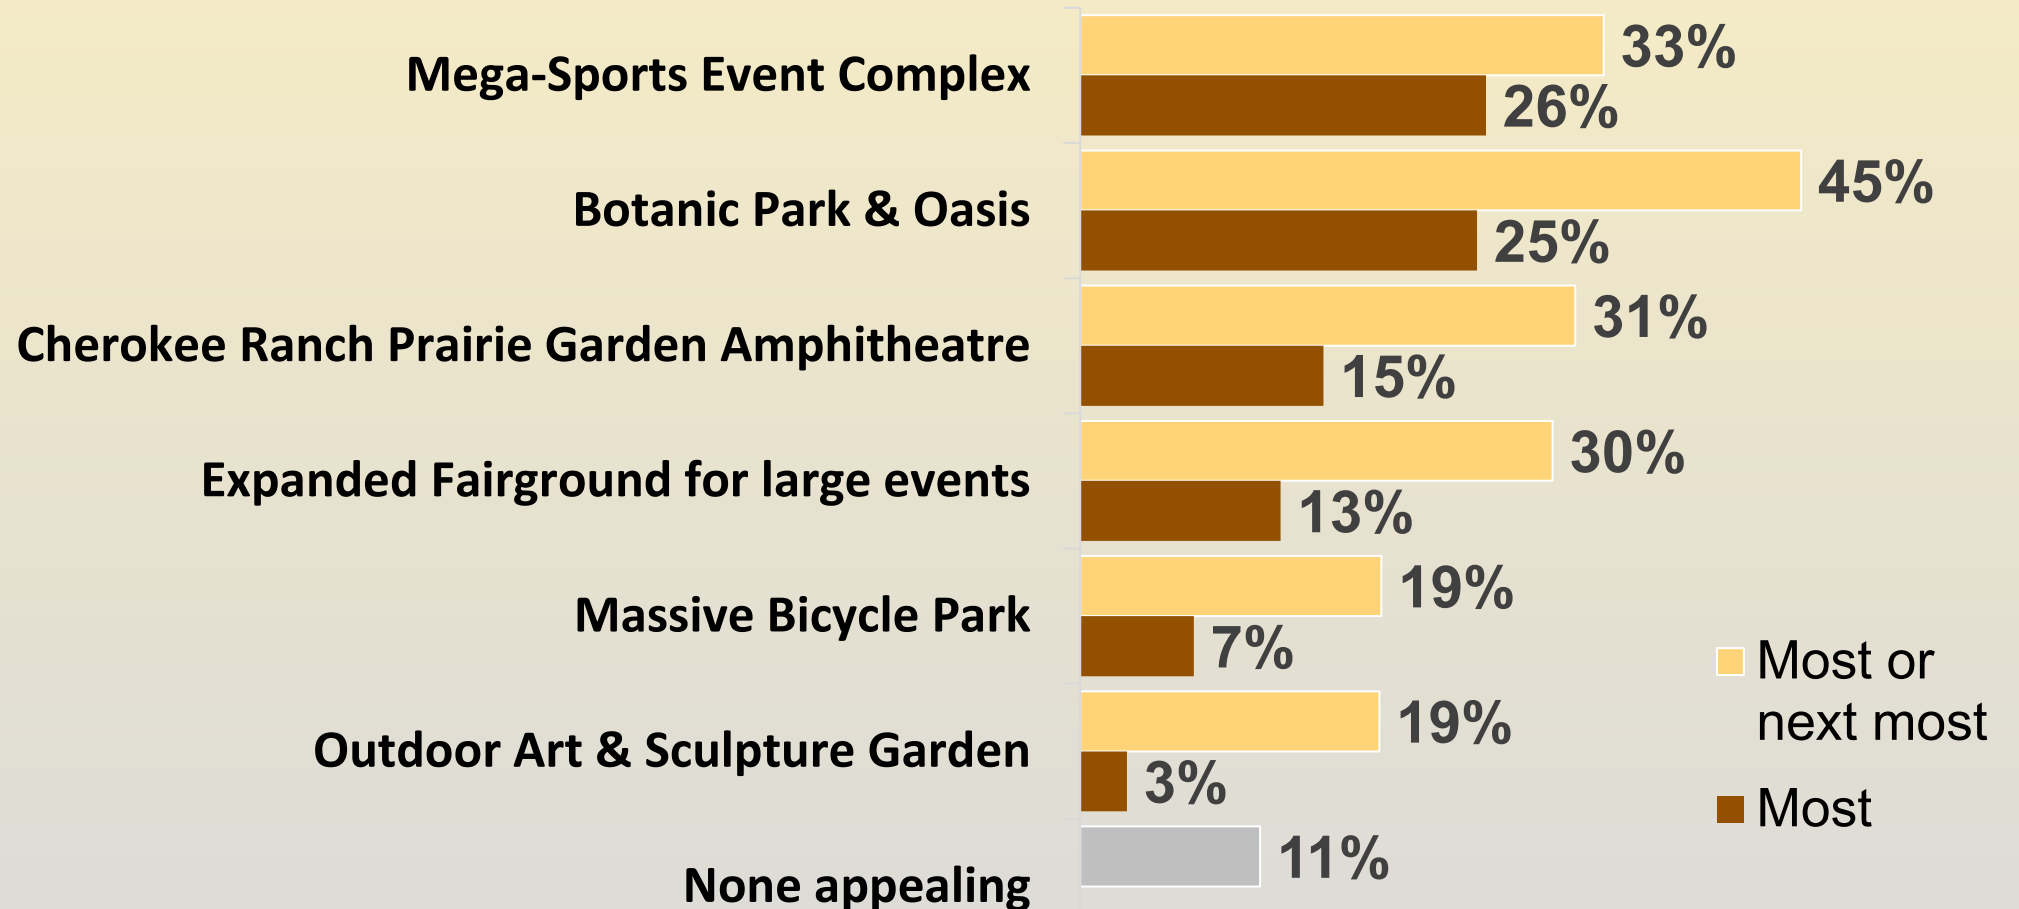 Mega-Sports Event Complex
33%
26%
Botanic Park & Oasis
45%
25%
Cherokee Ranch Prairie Garden Amphitheatre
31%
15%
Expanded Fairground for large events
30%
13%
Massive Bicycle Park
19%
7%
Outdoor Art & Sculpture Garden
19%
3%
None appealing
11%
Most or
next most
Most